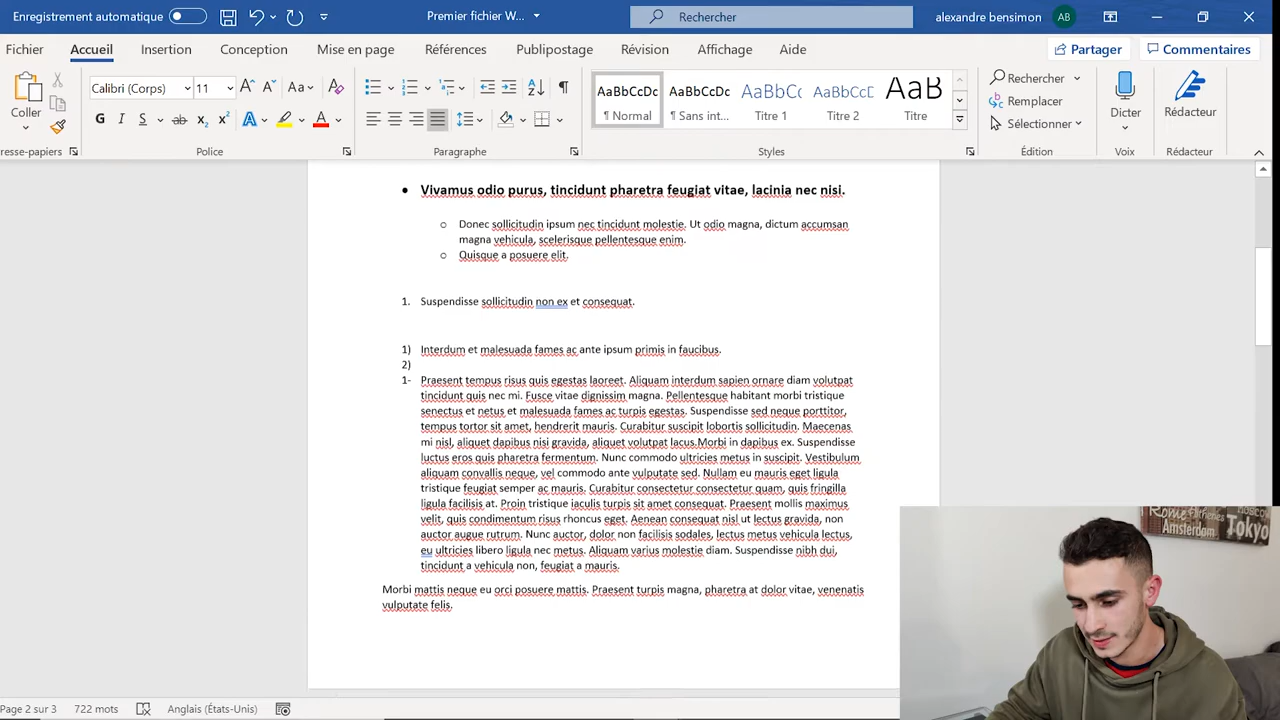 Enregistrement automatique
Premier fichier W...
Rechercher
alexandre bensimon
AB
Fichier
Accueil
Insertion
Conception
Mise en page
Références
Publipostage
Révision
Affichage
Aide
Partager
Commentaires
Coller
Calibri (Corps)
11
A
A
Aa
G
I
S
ab
x₂
x²
A
A
AaBbCcDc
¶ Normal
AaBbCcDc
¶ Sans int...
AaBbCc
Titre 1
AaBbCcD
Titre 2
AaB
Titre
Rechercher
Remplacer
Sélectionner
Dicter
Rédacteur
resse-papiers
Police
Paragraphe
Styles
Édition
Voix
Rédacteur
• Vivamus odio purus, tincidunt pharetra feugiat vitae, lacinia nec nisi.
o Donec sollicitudin ipsum nec tincidunt molestie. Ut odio magna, dictum accumsan
magna vehicula, scelerisque pellentesque enim.
o Quisque a posuere elit.
1. Suspendisse sollicitudin non ex et consequat.
1) Interdum et malesuada fames ac ante ipsum primis in faucibus.
2)
1- Praesent tempus risus quis egestas laoreet. Aliquam interdum sapien ornare diam volutpat
tincidunt quis nec mi. Fusce vitae dignissim magna. Pellentesque habitant morbi tristique
senectus et netus et malesuada fames ac turpis egestas. Suspendisse sed neque porttitor,
tempus tortor sit amet, hendrerit mauris. Curabitur suscipit lobortis sollicitudin. Maecenas
mi nisl, aliquet dapibus nisi gravida, aliquet volutpat lacus.Morbi in dapibus ex. Suspendisse
luctus eros quis pharetra fermentum. Nunc commodo ultricies metus in suscipit. Vestibulum
aliquam convallis neque, vel commodo ante vulputate sed. Nullam eu mauris eget ligula
tristique feugiat semper ac mauris. Curabitur consectetur consectetur quam, quis fringilla
ligula facilisis at. Proin tristique iaculis turpis sit amet consequat. Praesent mollis maximus
velit, quis condimentum risus rhoncus eget. Aenean consequat nisl ut lectus gravida, non
auctor augue rutrum. Nunc auctor, dolor non facilisis sodales, lectus metus vehicula lectus,
eu ultricies libero ligula nec metus. Aliquam varius molestie diam. Suspendisse nibh dui,
tincidunt a vehicula non, feugiat a mauris.
Morbi mattis neque eu orci posuere mattis. Praesent turpis magna, pharetra at dolor vitae, venenatis
vulputate felis.
Amsterdam
Tokyo
Page 2 sur 3
722 mots
Anglais (États-Unis)